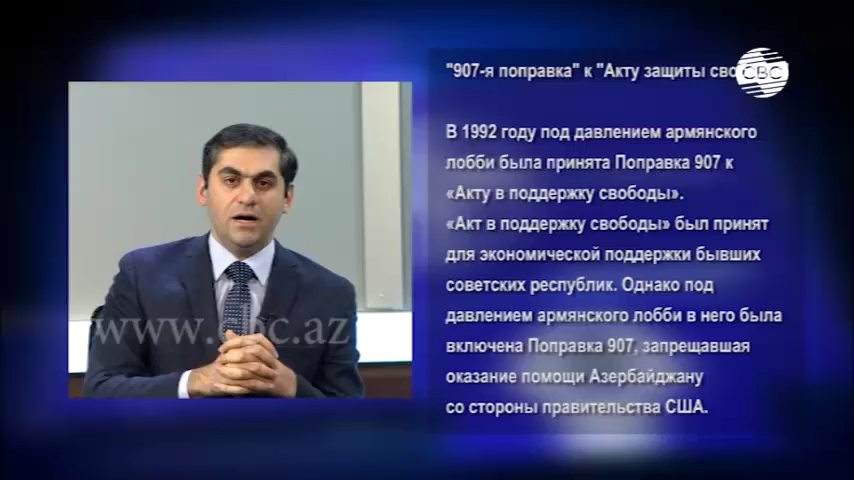 "907-я поправка" к "Акту защиты сво
CBC
В 1992 году под давлением армянского
лобби была принята Поправка 907 к
«Акту в поддержку свободы».
«Акт в поддержку свободы» был принят
для экономической поддержки бывших
советских республик. Однако под
давлением армянского лобби в него была
включена Поправка 907, запрещавшая
оказание помощи Азербайджану
со стороны правительства США.
www.cbc.az